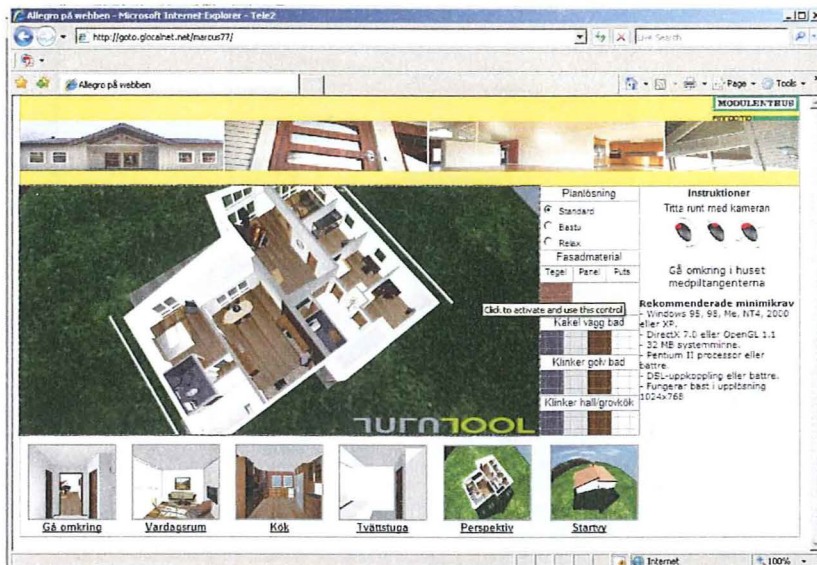 Allegro på webben - Microsoft Internet Explorer - Tele2
http://goto.glocalnet.net/marcus77/
Live Search
Allegro på webben
Page
Tools
MODULENTHUS
Planlösning
Standard
Bastu
Relax
Fasadmaterial
Tegel Panel Puts
Click to activate and use this control
Kakel vägg bad
Klinker golv bad
Klinker hall/grovkök
TURNTOOL
Instruktioner
Titta runt med kameran
Gå omkring i huset
medpiltangenterna
Rekommenderade minimikrav
- Windows 95, 98, Me, NT4, 2000
eller XP.
- DirectX 7.0 eller OpenGL 1.1
- 32 MB systemminne.
- Pentium II processor eller
battre.
- DSL-uppkoppling eller battre.
- Fungerar bast i upplösning
1024x768
Gå omkring
Vardagsrum
Kök
Tvättstuga
Perspektiv
Startvy
Internet
100%